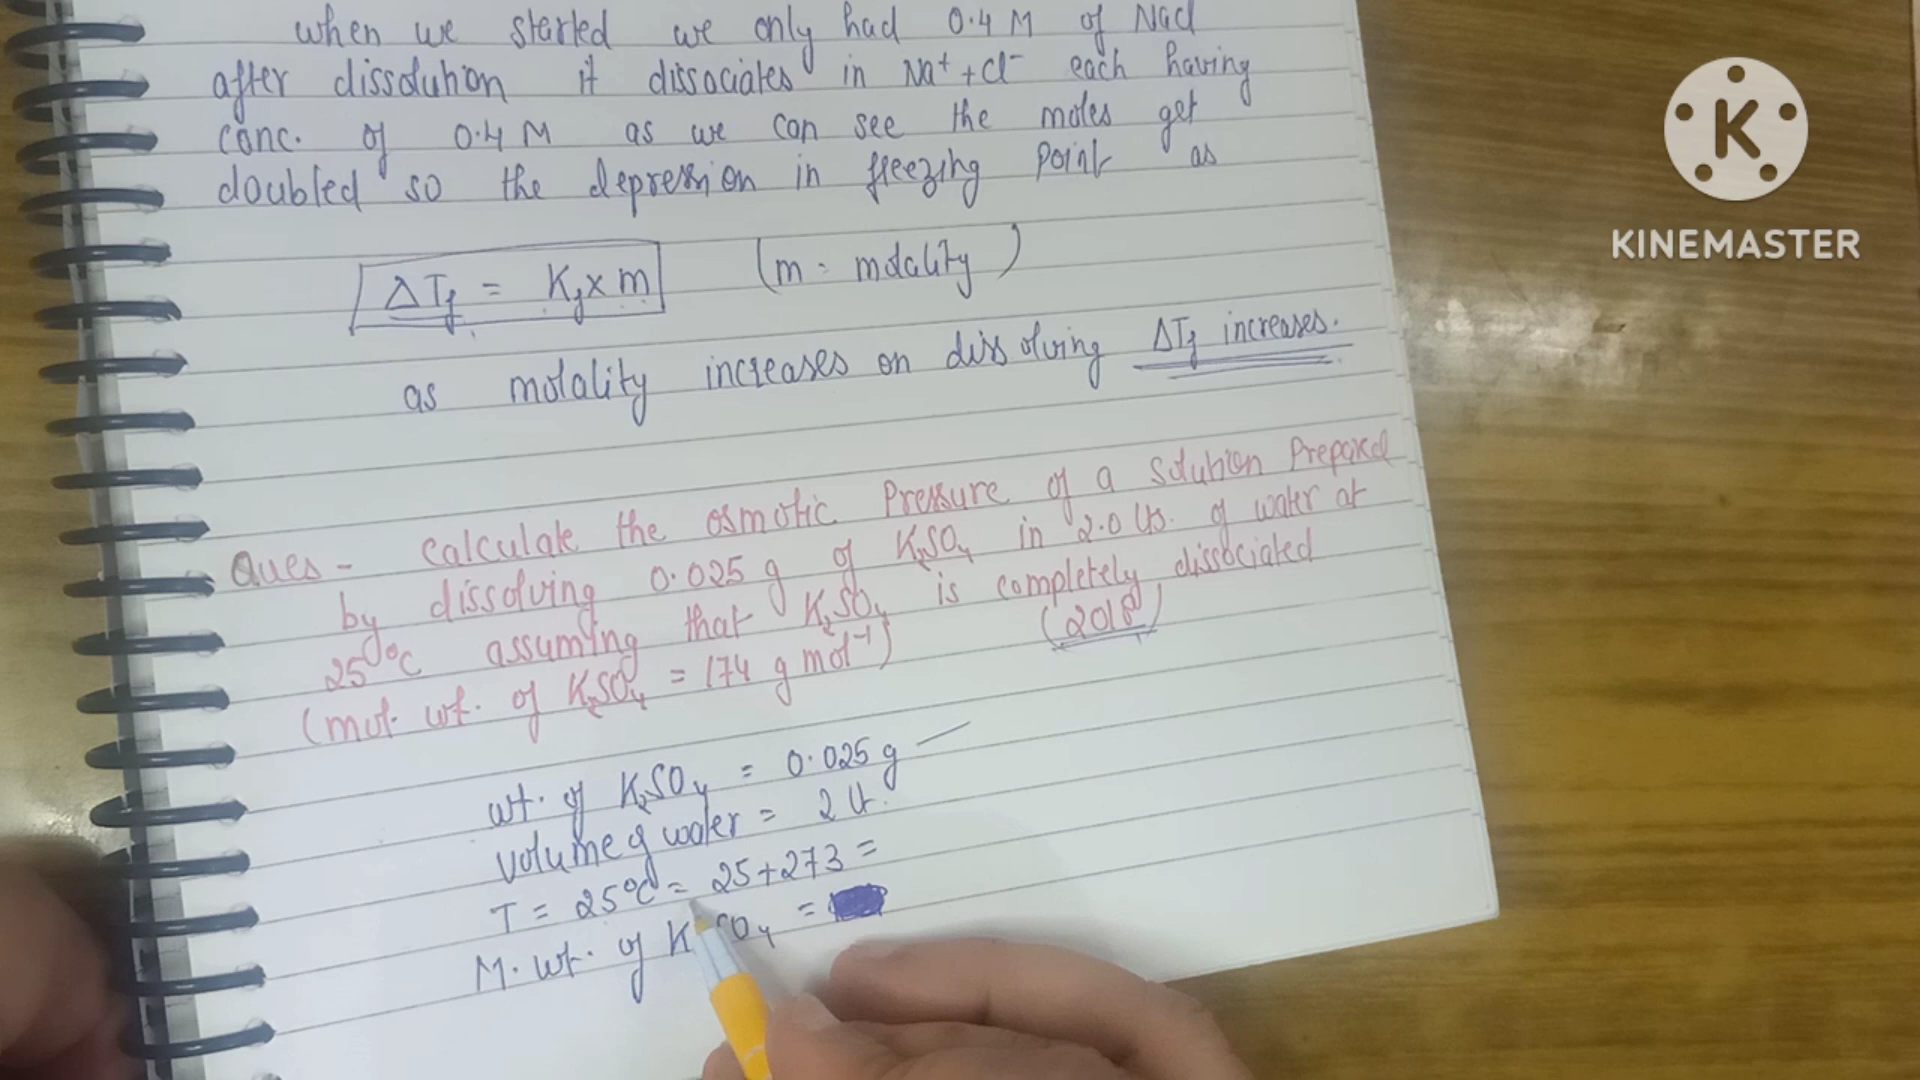 when we started we only had 0.4 M of NaCl
after dissolution it dissociates in Na⁺ + Cl⁻ each having
conc. of 0.4 M as we can see the moles get
doubled so the depression in freezing point as
ΔTf = Kf x m (m = molality)
as molality increases on dissolving ΔTf increases.
Ques - Calculate the osmotic Pressure of a solution Prepared
by dissolving 0.025 g of K₂SO₄ in 2.0 Lts. of water at
25°C assuming that K₂SO₄ is completely dissociated
(mol. wt. of K₂SO₄ = 174 g mol⁻¹) (2018)
wt. of K₂SO₄ = 0.025 g
volume of water = 2 Lt.
T = 25°C = 25+273 =
M. wt. of K SO₄ =
K
KINEMASTER